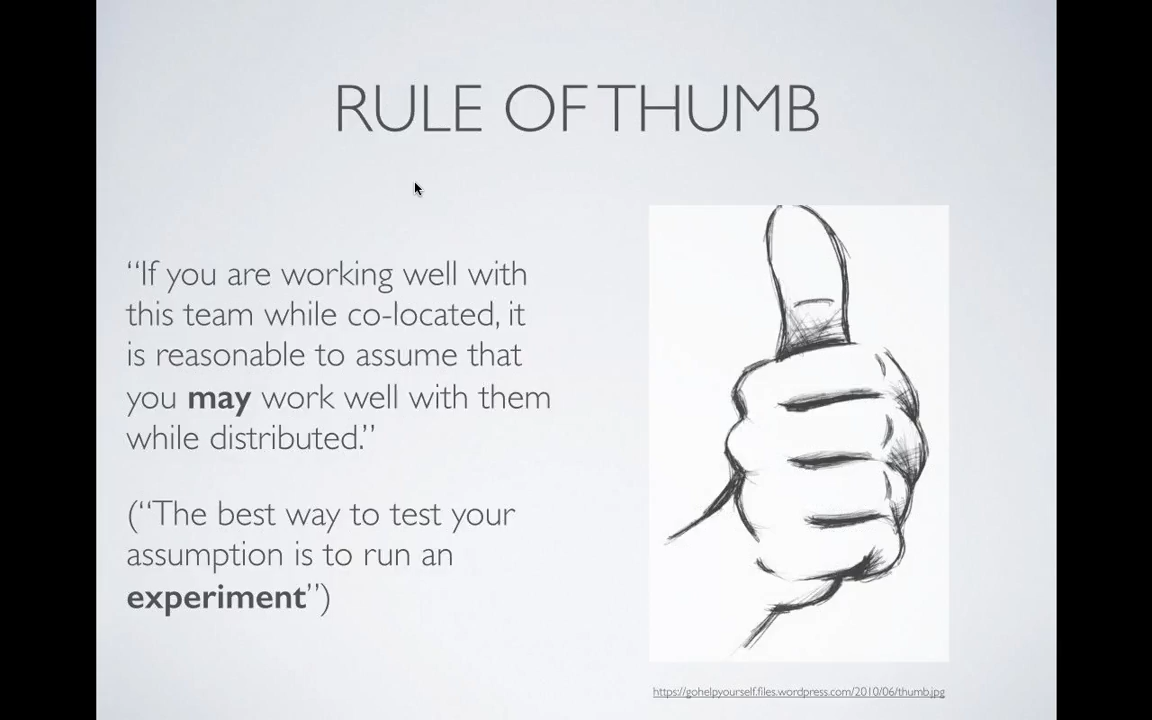 RULE OF THUMB
“If you are working well with
this team while co-located, it
is reasonable to assume that
you may work well with them
while distributed.”
(“The best way to test your
assumption is to run an
experiment”)
https://gohelpyourself.files.wordpress.com/2010/06/thumb.jpg